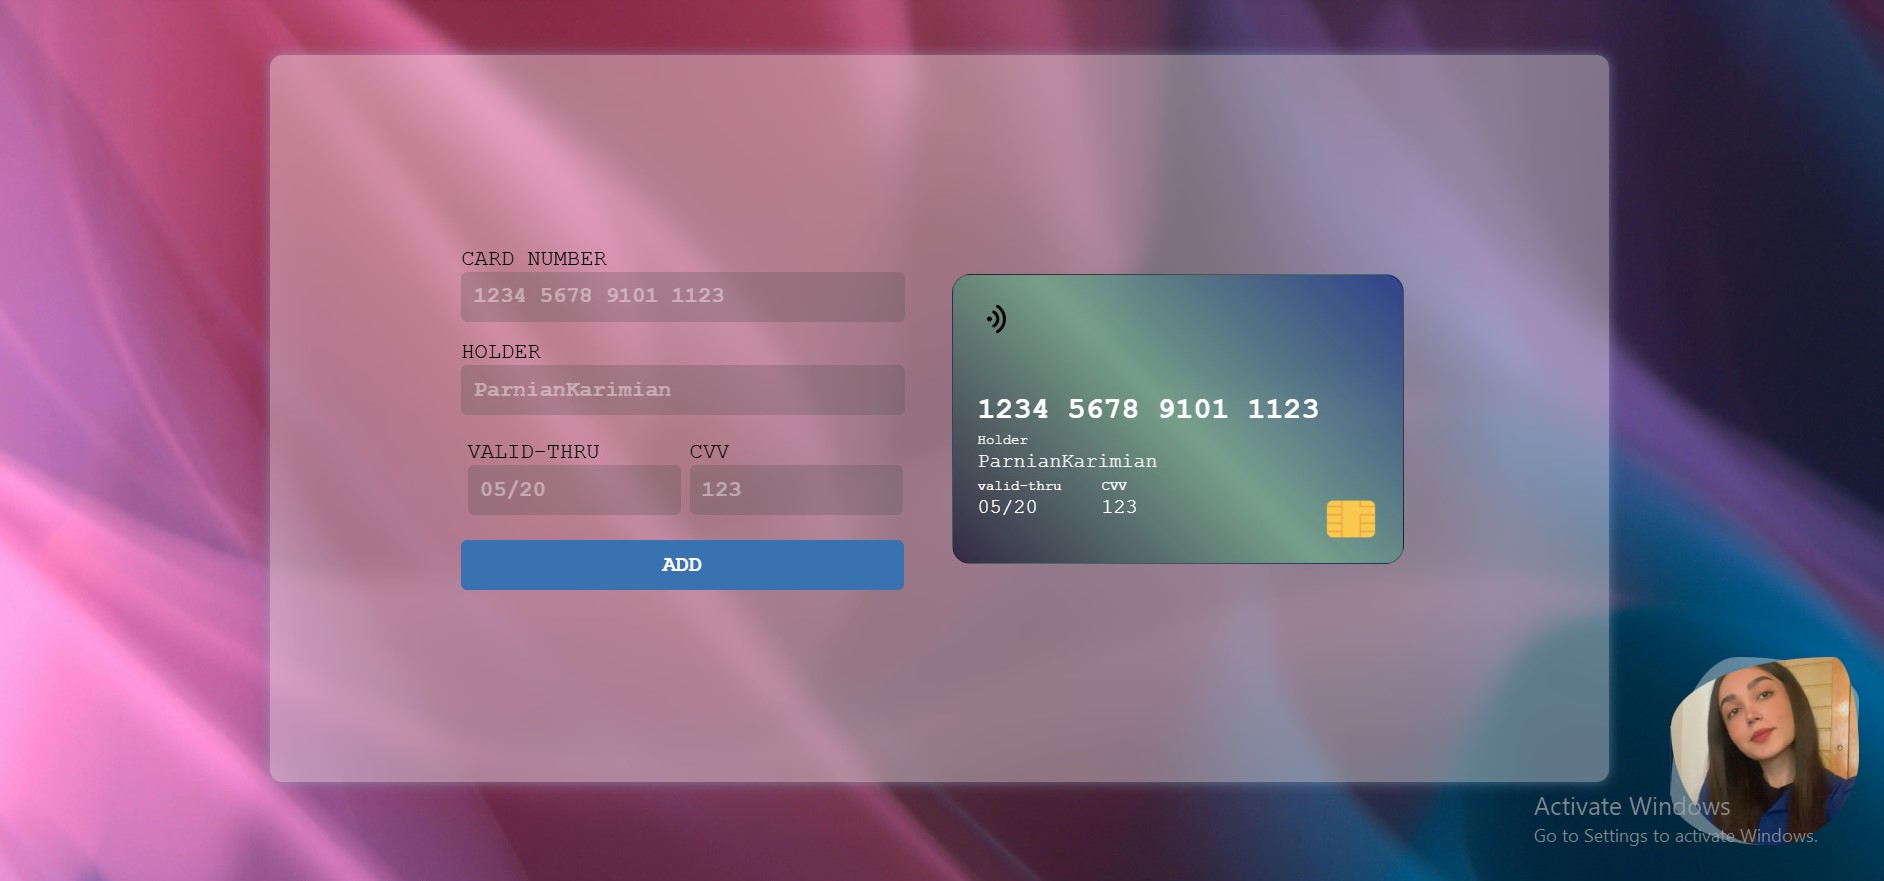 CARD NUMBER
1234 5678 9101 1123
HOLDER
ParnianKarimian
VALID-THRU CVV
05/20 123
ADD
1234 5678 9101 1123
Holder
ParnianKarimian
valid-thru CVV
05/20 123
Activate Windows
Go to Settings to activate Windows.